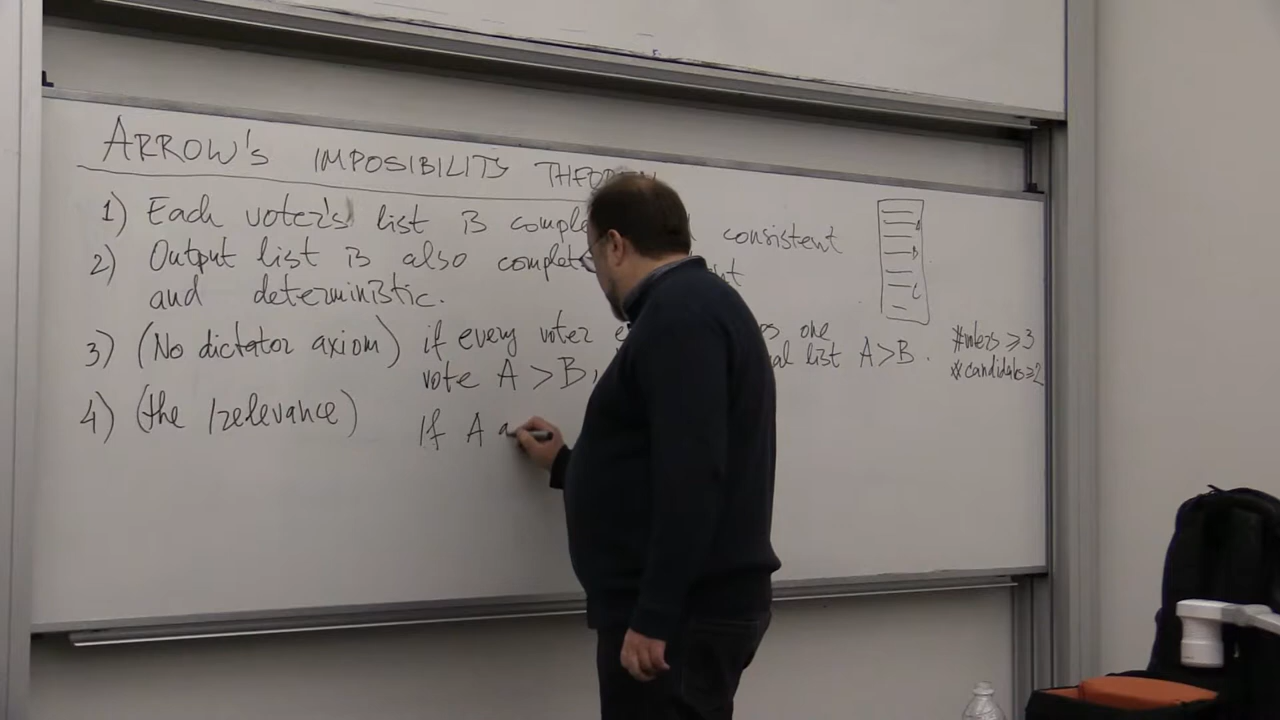 ARROW'S IMPOSIBILITY THEOREM
1) Each voter's list is comple consistent
2) Output list is also complete
and deterministic.
3) (No dictator axiom) if every voter one
vote A > B, list A > B.
#voters ⩾ 3
#candidates ⩾ 2
4) (the Irrelevance) If A a
A
B
C